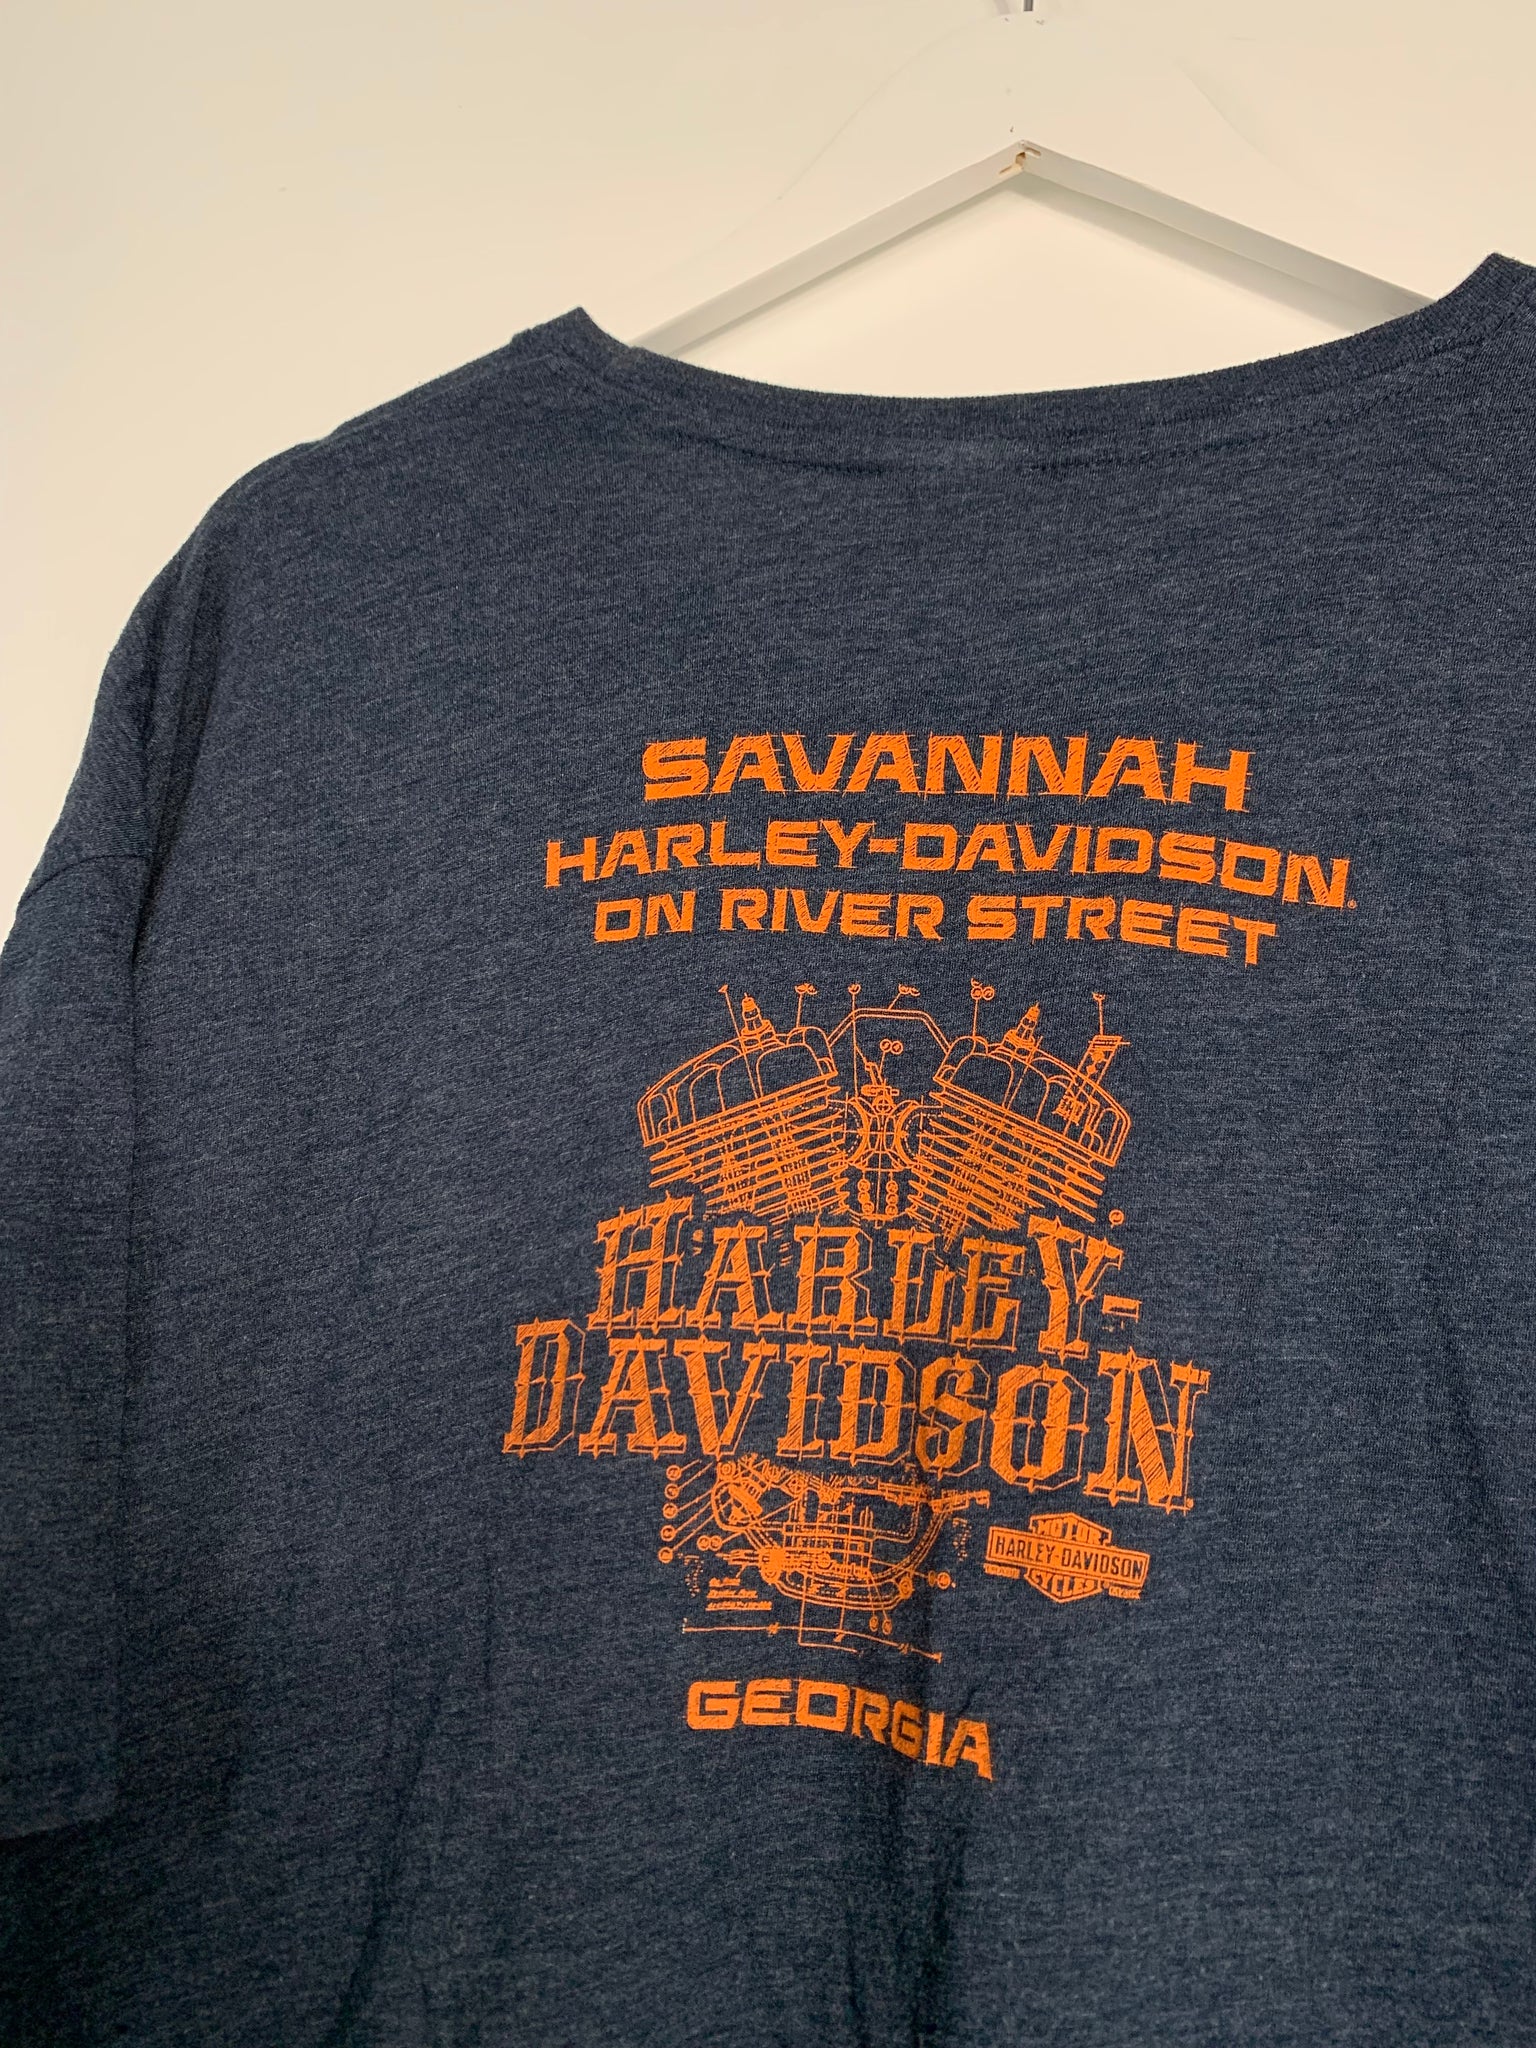 SAVANNAH
HARLEY-DAVIDSON®
ON RIVER STREET
HARLEY-
DAVIDSON
MOTOR
HARLEY-DAVIDSON
CYCLES
GEORGIA